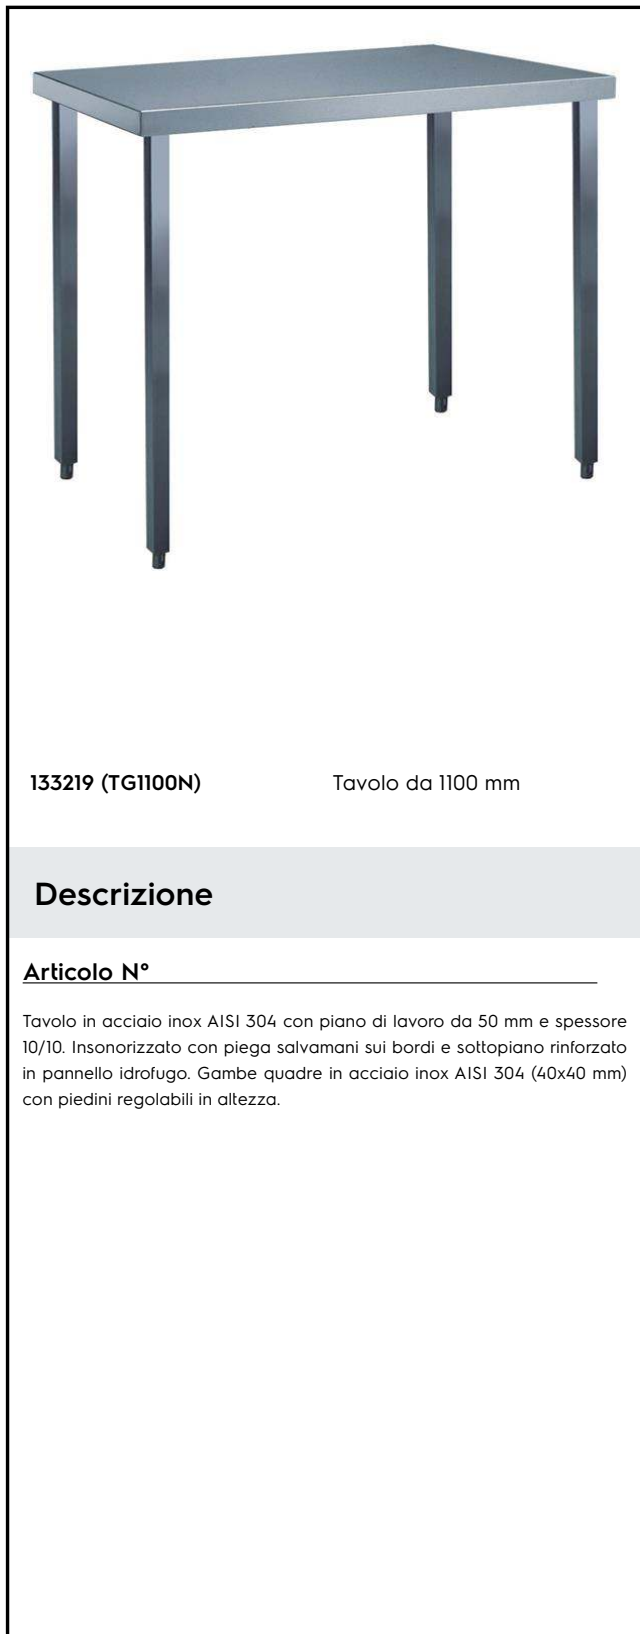 133219 (TG1100N) Tavolo da 1100 mm
Descrizione
Articolo N°
Tavolo in acciaio inox AISI 304 con piano di lavoro da 50 mm e spessore
10/10. Insonorizzato con piega salvamani sui bordi e sottopiano rinforzato
in pannello idrofugo. Gambe quadre in acciaio inox AISI 304 (40x40 mm)
con piedini regolabili in altezza.